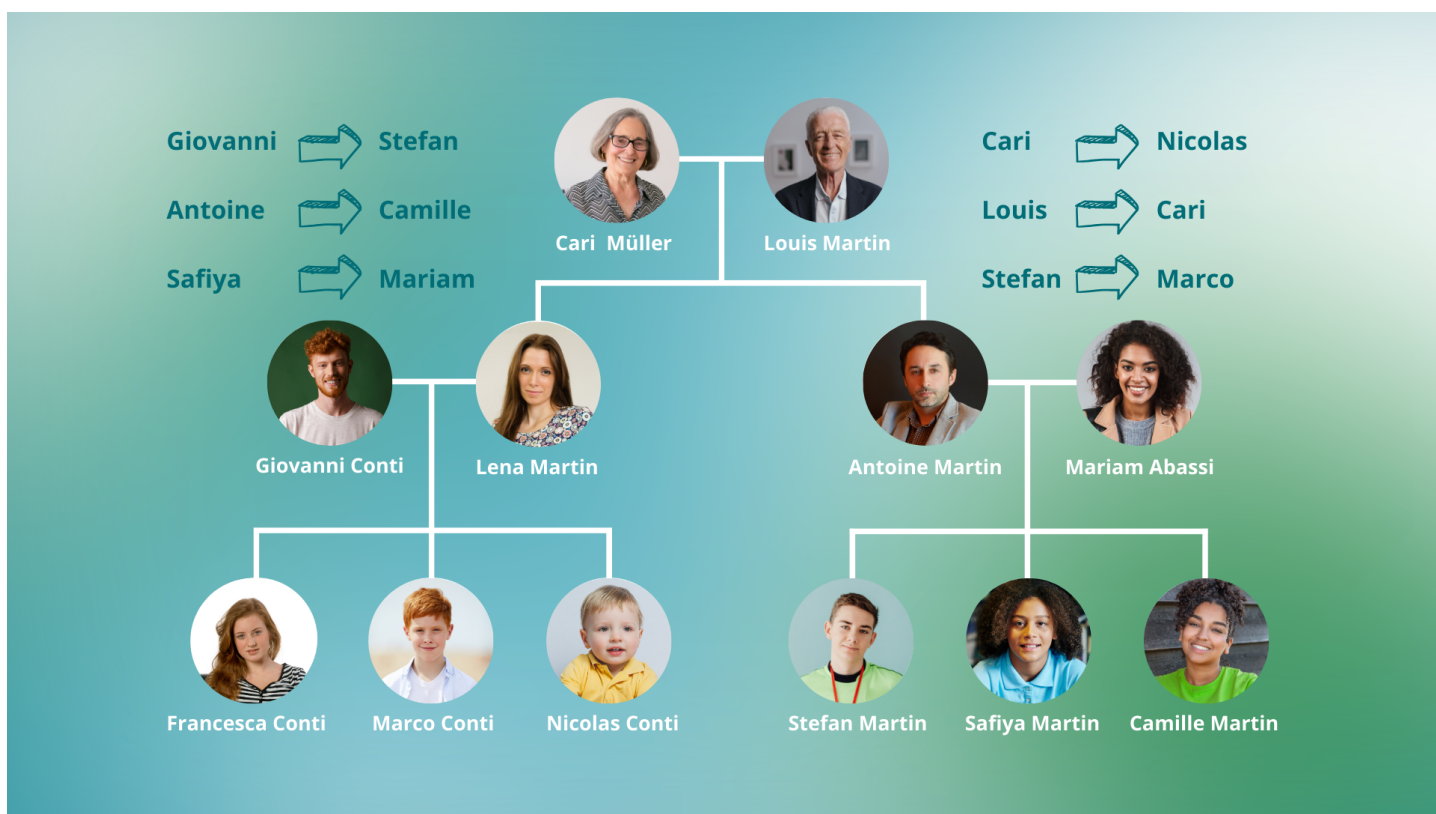 Giovanni Stefan
Antoine Camille
Safiya Mariam
Cari Nicolas
Louis Cari
Stefan Marco
Cari Müller
Louis Martin
Giovanni Conti
Lena Martin
Antoine Martin
Mariam Abassi
Francesca Conti
Marco Conti
Nicolas Conti
Stefan Martin
Safiya Martin
Camille Martin